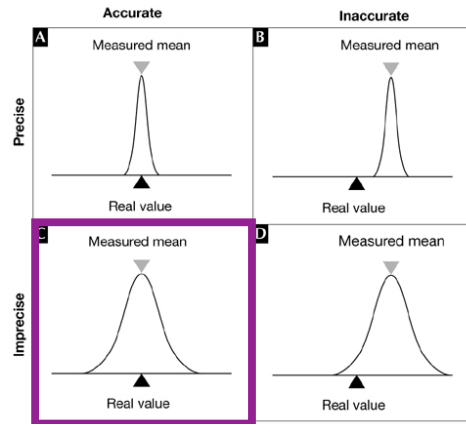 Accurate
Inaccurate
Precise
A
Measured mean
Real value
B
Measured mean
Real value
Imprecise
C
Measured mean
Real value
D
Measured mean
Real value